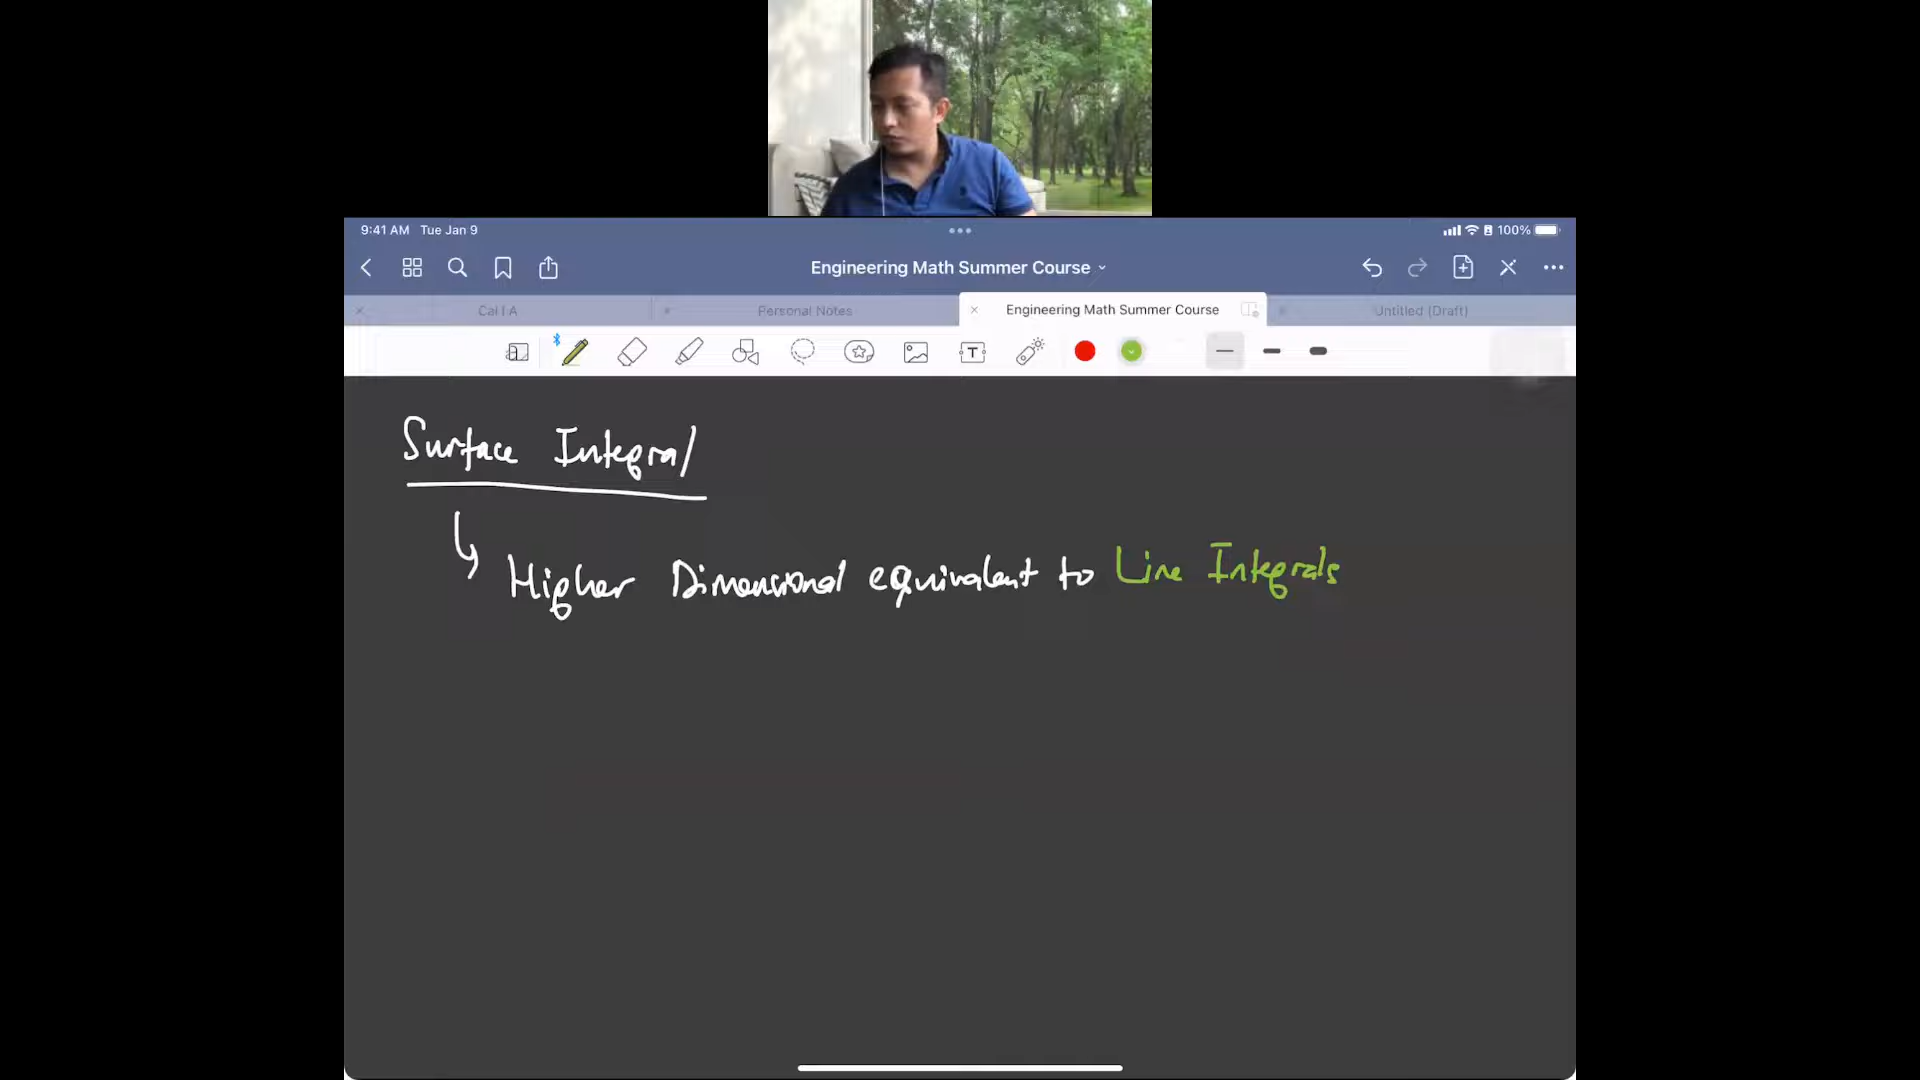 9:41 AM Tue Jan 9
100%
Engineering Math Summer Course
Cal I A
Personal Notes
Engineering Math Summer Course
Untitled (Draft)
Surface Integral
Higher Dimensional equivalent to Line Integrals